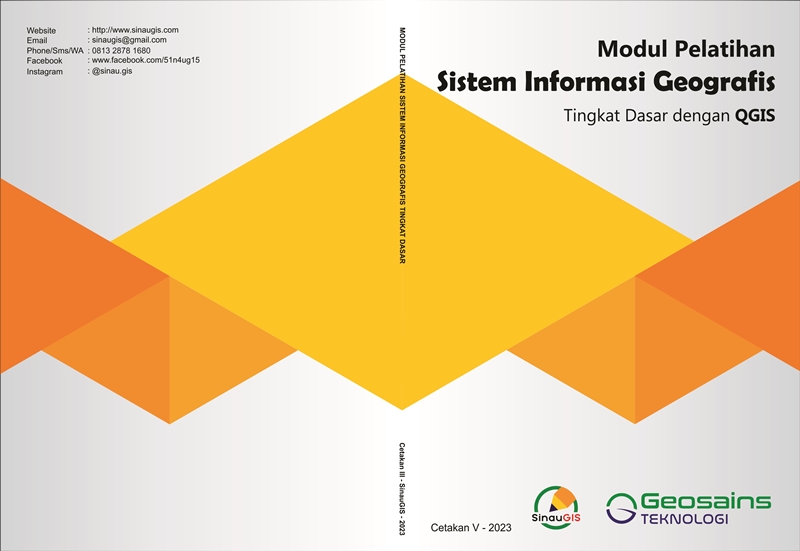 Website : http://www.sinaugis.com
Email : sinaugis@gmail.com
Phone/Sms/WA : 0813 2878 1680
Facebook : www.facebook.com/51n4ug15
Instagram : @sinau.gis
MODUL PELATIHAN SISTEM INFORMASI GEOGRAFIS TINGKAT DASAR
Cetakan III - SinauGIS - 2023
Modul Pelatihan
Sistem Informasi Geografis
Tingkat Dasar dengan QGIS
Cetakan V - 2023
SinauGIS
Geosains
TEKNOLOGI